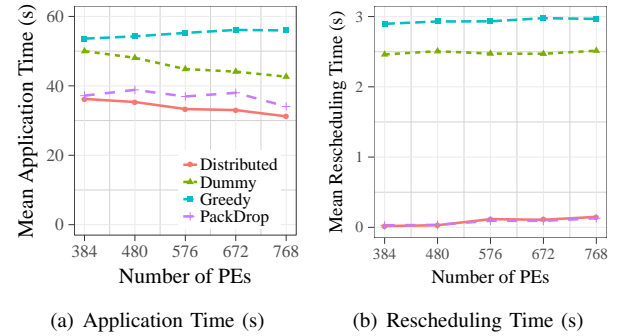 Mean Application Time (s)
60
40
20
0
Distributed
Dummy
Greedy
PackDrop
384 480 576 672 768
Number of PEs
(a) Application Time (s)
Mean Rescheduling Time (s)
3
2
1
0
384 480 576 672 768
Number of PEs
(b) Rescheduling Time (s)